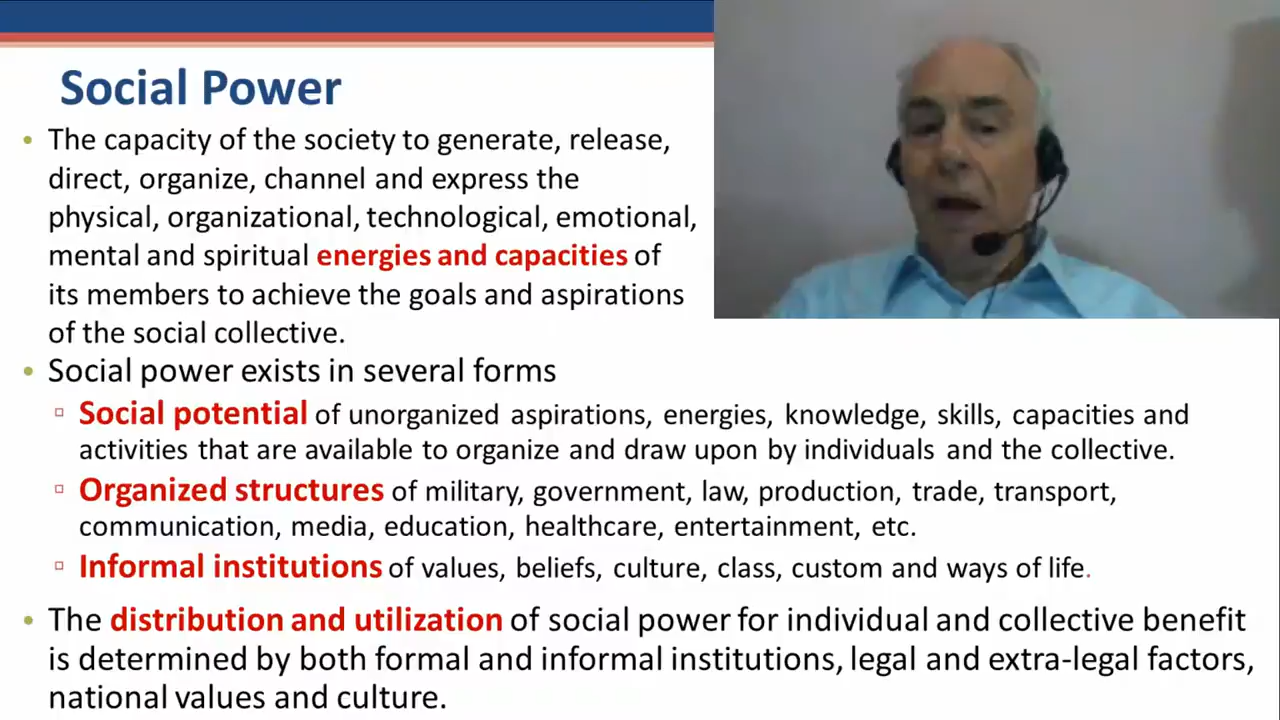 Social Power
• The capacity of the society to generate, release,
direct, organize, channel and express the
physical, organizational, technological, emotional,
mental and spiritual energies and capacities of
its members to achieve the goals and aspirations
of the social collective.
• Social power exists in several forms
▫ Social potential of unorganized aspirations, energies, knowledge, skills, capacities and
activities that are available to organize and draw upon by individuals and the collective.
▫ Organized structures of military, government, law, production, trade, transport,
communication, media, education, healthcare, entertainment, etc.
▫ Informal institutions of values, beliefs, culture, class, custom and ways of life.
• The distribution and utilization of social power for individual and collective benefit
is determined by both formal and informal institutions, legal and extra-legal factors,
national values and culture.